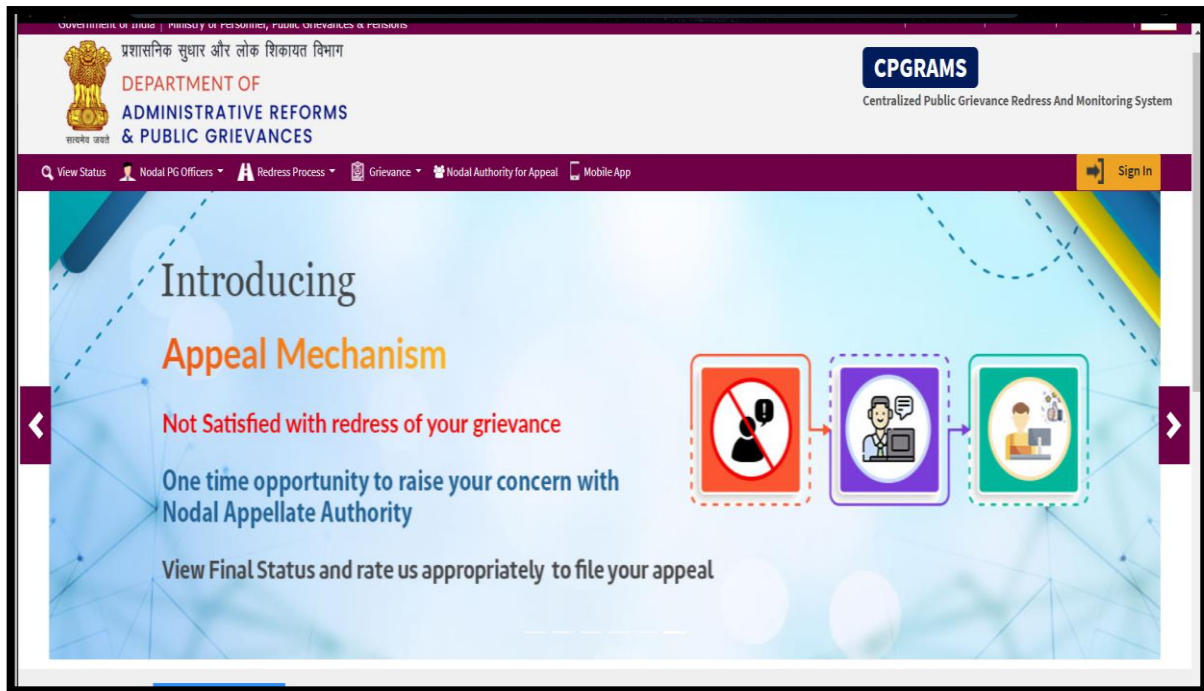 Government of India | Ministry of Personnel, Public Grievances & Pensions
प्रशासनिक सुधार और लोक शिकायत विभाग
DEPARTMENT OF
ADMINISTRATIVE REFORMS
& PUBLIC GRIEVANCES
सत्यमेव जयते
CPGRAMS
Centralized Public Grievance Redress And Monitoring System
View Status Nodal PG Officers Redress Process Grievance Nodal Authority for Appeal Mobile App Sign In
Introducing
Appeal Mechanism
Not Satisfied with redress of your grievance
One time opportunity to raise your concern with
Nodal Appellate Authority
View Final Status and rate us appropriately to file your appeal